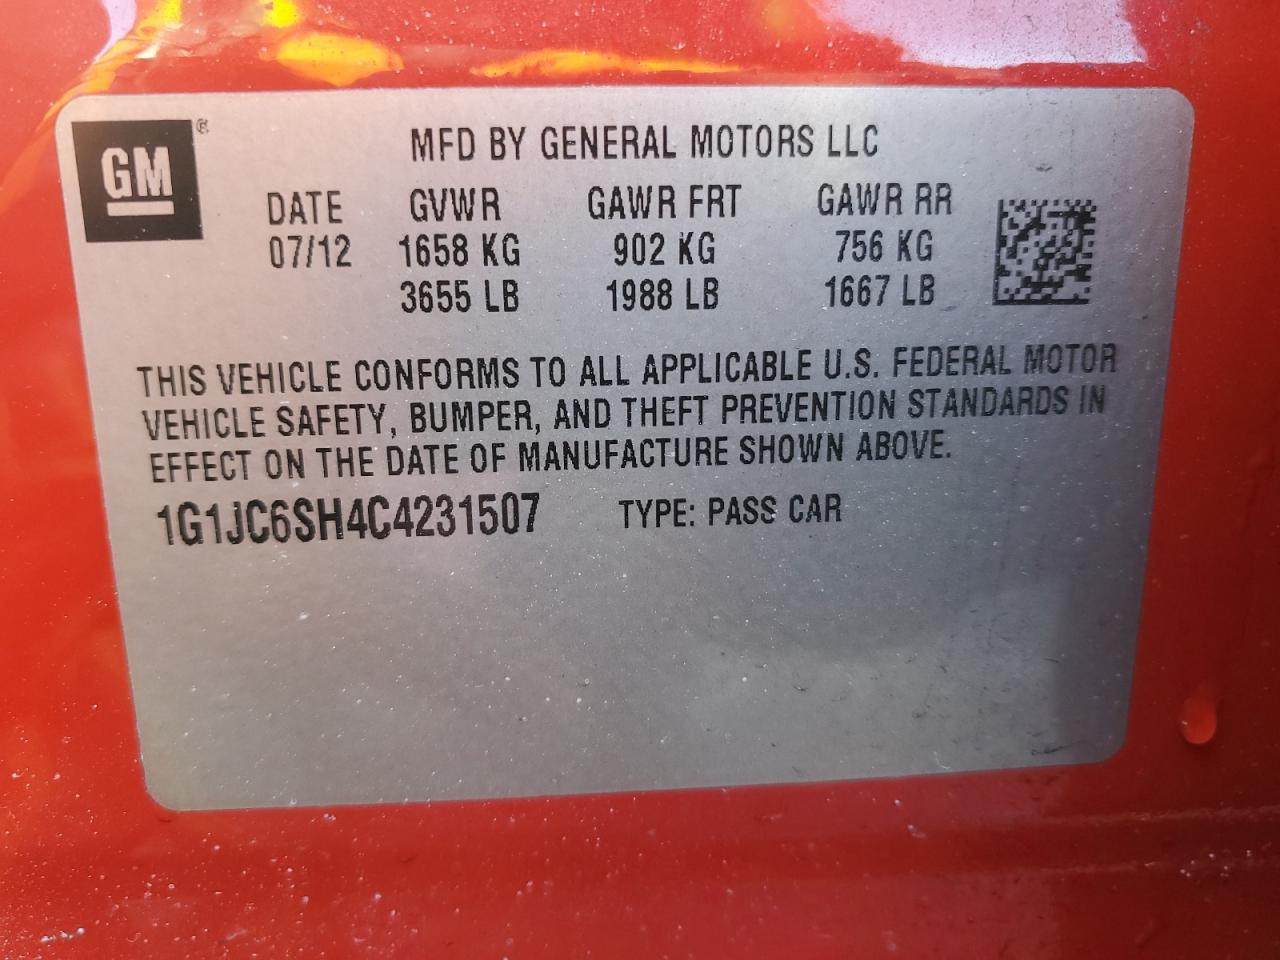 GM®
MFD BY GENERAL MOTORS LLC
DATE GVWR GAWR FRT GAWR RR
07/12 1658 KG 902 KG 756 KG
3655 LB 1988 LB 1667 LB
THIS VEHICLE CONFORMS TO ALL APPLICABLE U.S. FEDERAL MOTOR
VEHICLE SAFETY, BUMPER, AND THEFT PREVENTION STANDARDS IN
EFFECT ON THE DATE OF MANUFACTURE SHOWN ABOVE.
1G1JC6SH4C4231507 TYPE: PASS CAR